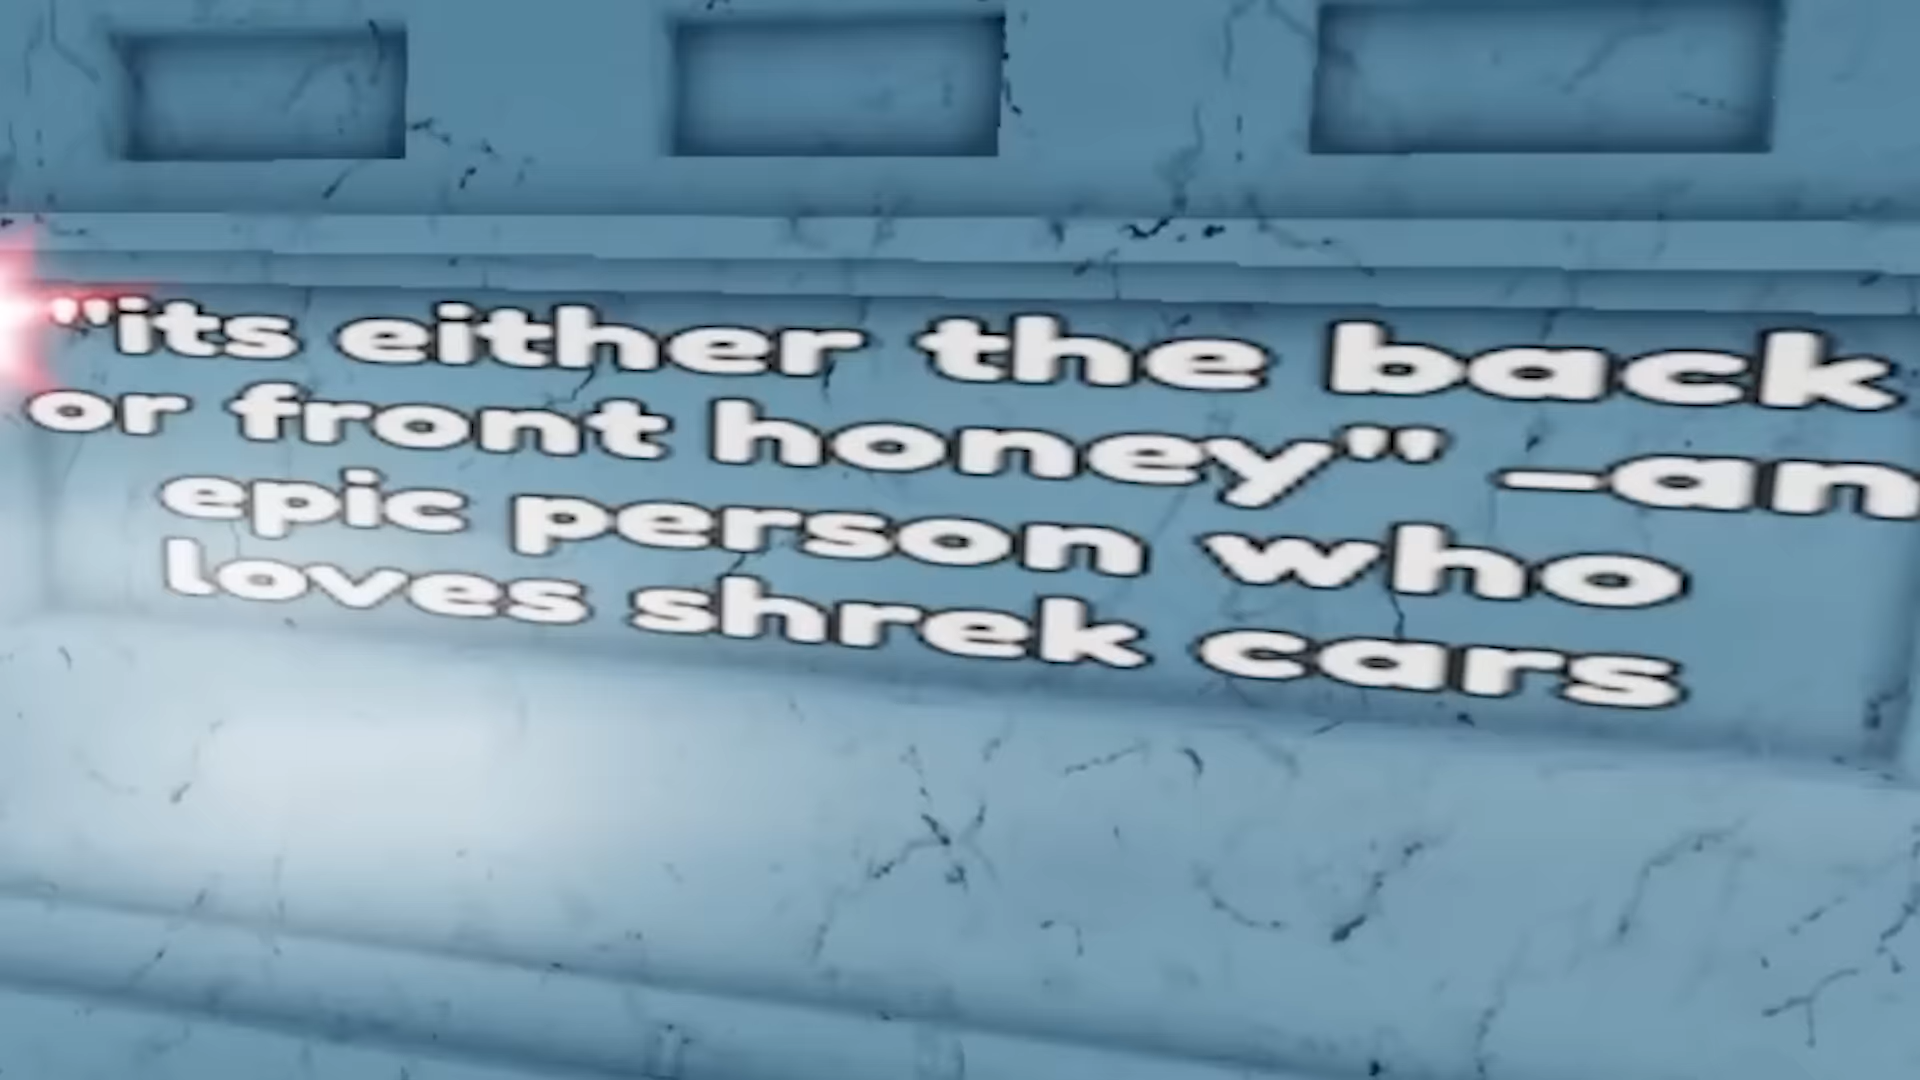 "its either the back
or front honey" -an
epic person who
loves shrek cars